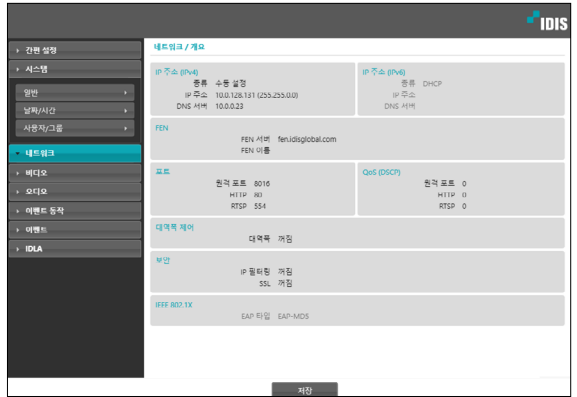 IDIS
간편 설정
시스템
일반
날짜/시간
사용자/그룹
네트워크
비디오
오디오
이벤트 동작
이벤트
IDLA
네트워크 / 개요
IP 주소 (IPv4)
종류 수동 설정
IP 주소 10.0.128.131 (255.255.0.0)
DNS 서버 10.0.0.23
IP 주소 (IPv6)
종류 DHCP
IP 주소
DNS 서버
FEN
FEN 서버 fen.idisglobal.com
FEN 이름
포트
원격 포트 8016
HTTP 80
RTSP 554
QoS (DSCP)
원격 포트 0
HTTP 0
RTSP 0
대역폭 제어
대역폭 꺼짐
보안
IP 필터링 꺼짐
SSL 꺼짐
IEEE 802.1X
EAP 타입 EAP-MD5
저장